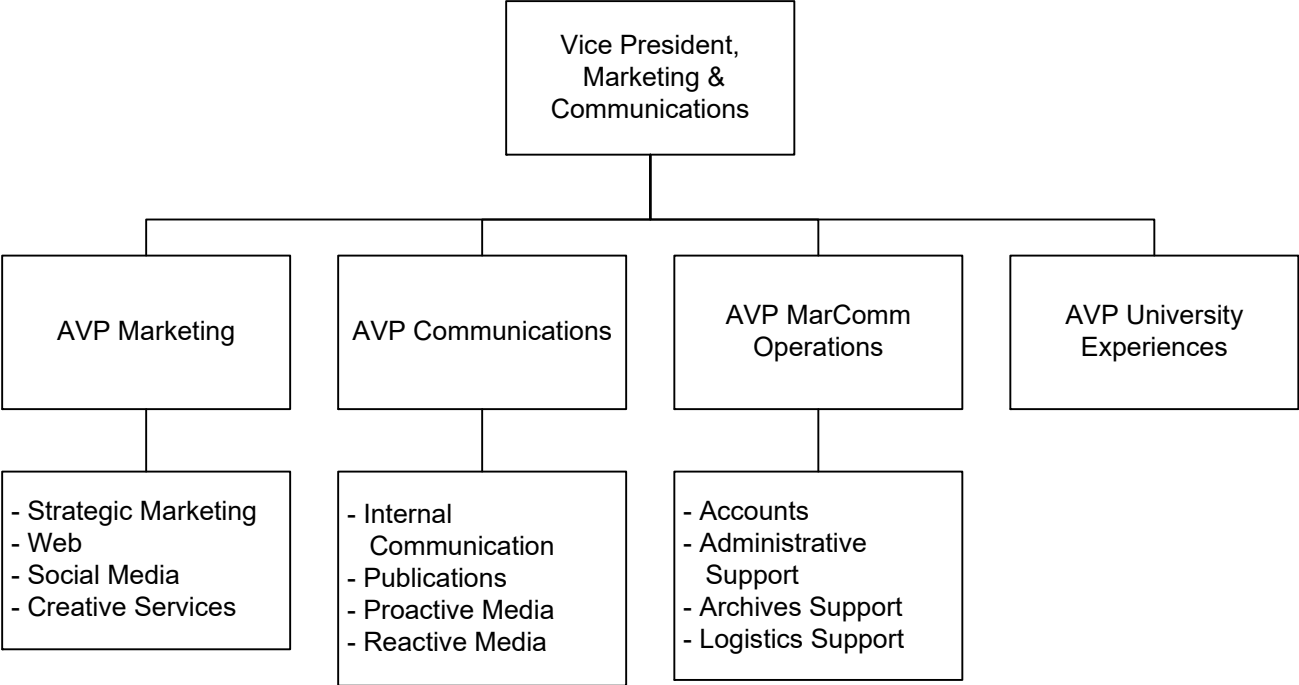 Vice President,
Marketing &
Communications
AVP Marketing
AVP Communications
AVP MarComm
Operations
AVP University
Experiences
- Strategic Marketing
- Web
- Social Media
- Creative Services
- Internal
Communication
- Publications
- Proactive Media
- Reactive Media
- Accounts
- Administrative
Support
- Archives Support
- Logistics Support